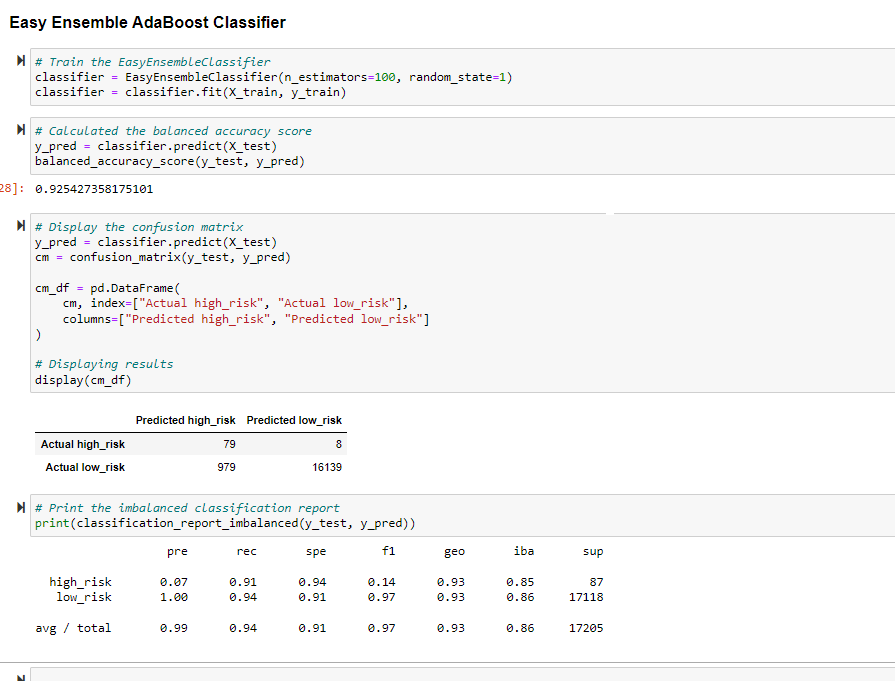 Easy Ensemble AdaBoost Classifier
# Train the EasyEnsembleClassifier
classifier = EasyEnsembleClassifier(n_estimators=100, random_state=1)
classifier = classifier.fit(X_train, y_train)
# Calculated the balanced accuracy score
y_pred = classifier.predict(X_test)
balanced_accuracy_score(y_test, y_pred)
28]: 0.925427358175101
# Display the confusion matrix
y_pred = classifier.predict(X_test)
cm = confusion_matrix(y_test, y_pred)
cm_df = pd.DataFrame(
    cm, index=["Actual high_risk", "Actual low_risk"],
    columns=["Predicted high_risk", "Predicted low_risk"]
)
# Displaying results
display(cm_df)
Predicted high_risk Predicted low_risk
Actual high_risk 79 8
Actual low_risk 979 16139
# Print the imbalanced classification report
print(classification_report_imbalanced(y_test, y_pred))
pre rec spe f1 geo iba sup
high_risk 0.07 0.91 0.94 0.14 0.93 0.85 87
low_risk 1.00 0.94 0.91 0.97 0.93 0.86 17118
avg / total 0.99 0.94 0.91 0.97 0.93 0.86 17205